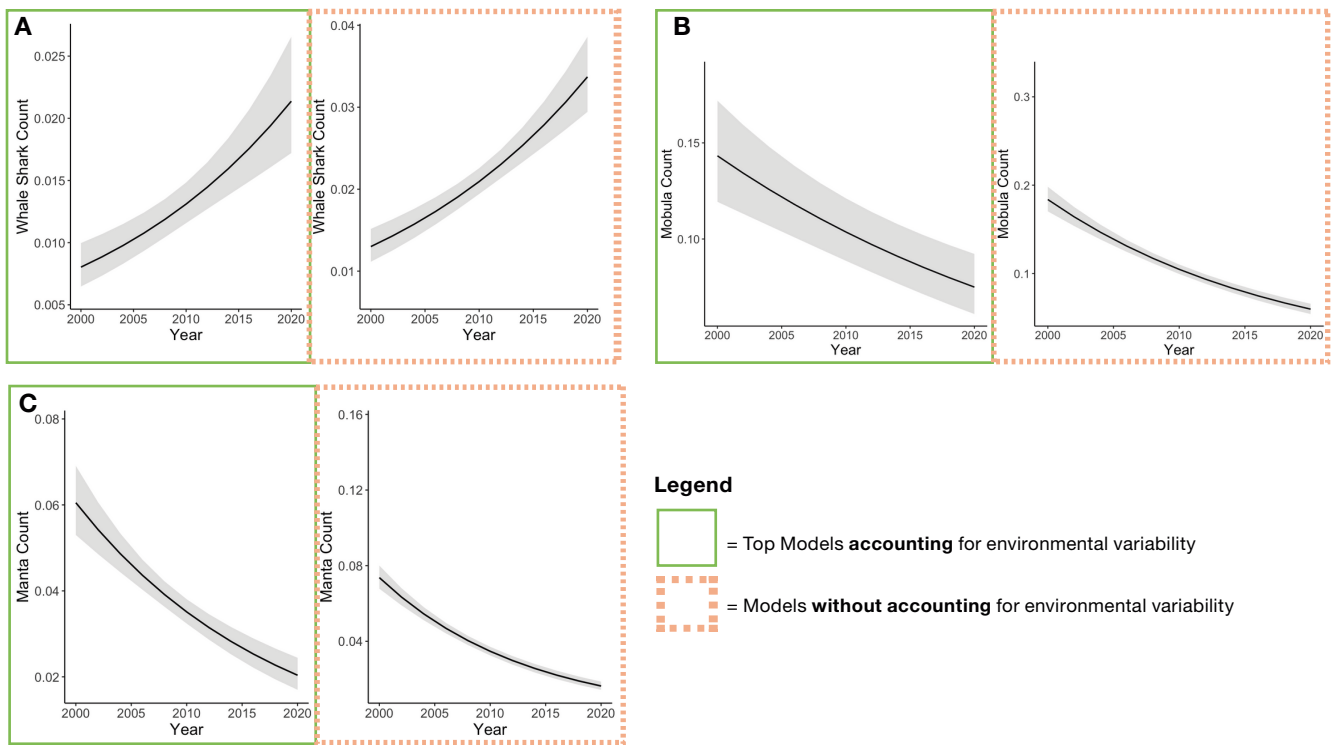 A
Whale Shark Count
0.025
0.020
0.015
0.010
0.005
2000 2005 2010 2015 2020
Year
Whale Shark Count
0.04
0.03
0.02
0.01
2000 2005 2010 2015 2020
Year
B
Mobula Count
0.15
0.10
2000 2005 2010 2015 2020
Year
Mobula Count
0.3
0.2
0.1
2000 2005 2010 2015 2020
Year
C
Manta Count
0.08
0.06
0.04
0.02
2000 2005 2010 2015 2020
Year
Manta Count
0.16
0.12
0.08
0.04
2000 2005 2010 2015 2020
Year
Legend
= Top Models accounting for environmental variability
= Models without accounting for environmental variability